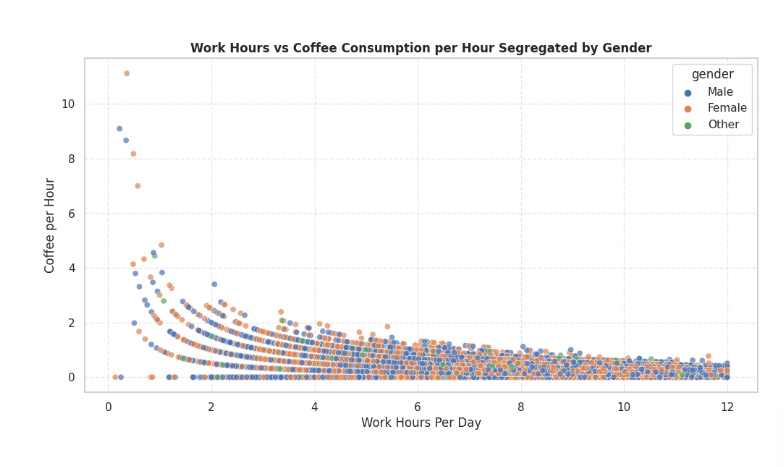 Work Hours vs Coffee Consumption per Hour Segregated by Gender
gender
Male
Female
Other
Coffee per Hour
10
8
6
4
2
0
0 2 4 6 8 10 12
Work Hours Per Day